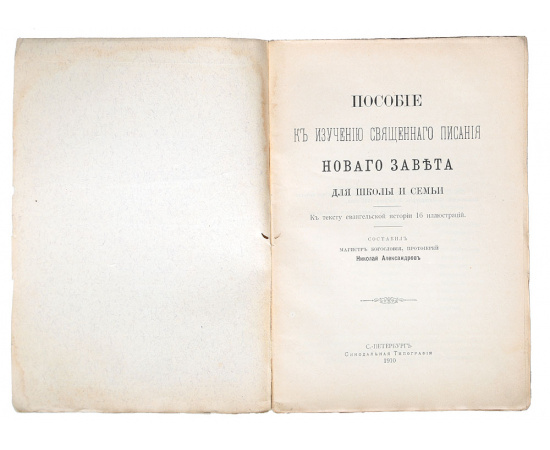 ПОСОБІЕ
КЪ ИЗУЧЕНІЮ СВЯЩЕННАГО ПИСАНІЯ
НОВАГО ЗАВѢТА
ДЛЯ ШКОЛЫ И СЕМЬИ
Къ тексту евангельской исторіи 16 иллюстрацій.
СОСТАВИЛЪ
МАГИСТРЪ БОГОСЛОВІЯ, ПРОТОІЕРЕЙ
Николай Александровъ
С.-ПЕТЕРБУРГЪ
Сѵнодальная Типографія
1910